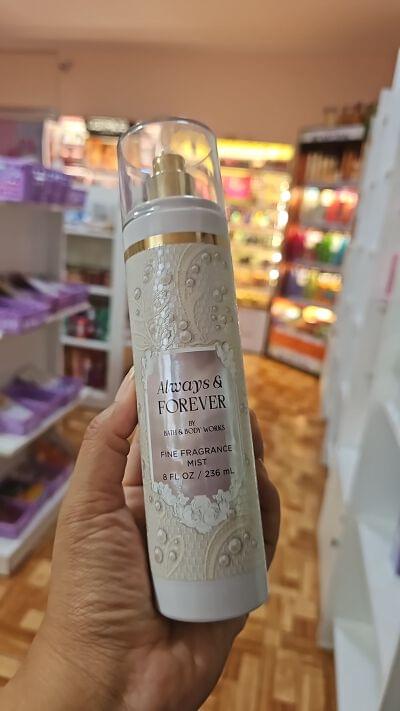 Always &
FOREVER
BY
BATH & BODY WORKS
FINE FRAGRANCE
MIST
8 FL OZ / 236 mL